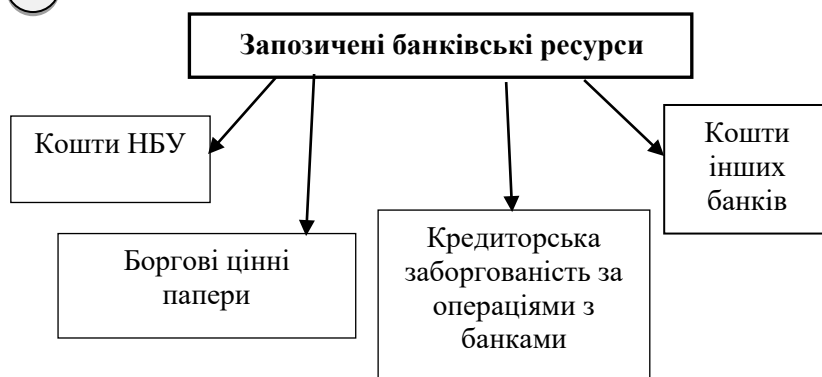 Запозичені банківські ресурси
Кошти НБУ
Боргові цінні
папери
Кредиторська
заборгованість за
операціями з
банками
Кошти
інших
банків